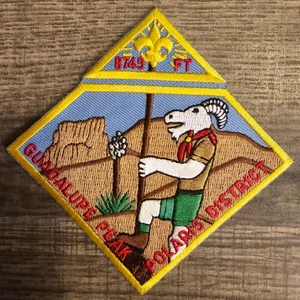 8749 FT
GUADALUPE PEAK
POLARIS DISTRICT